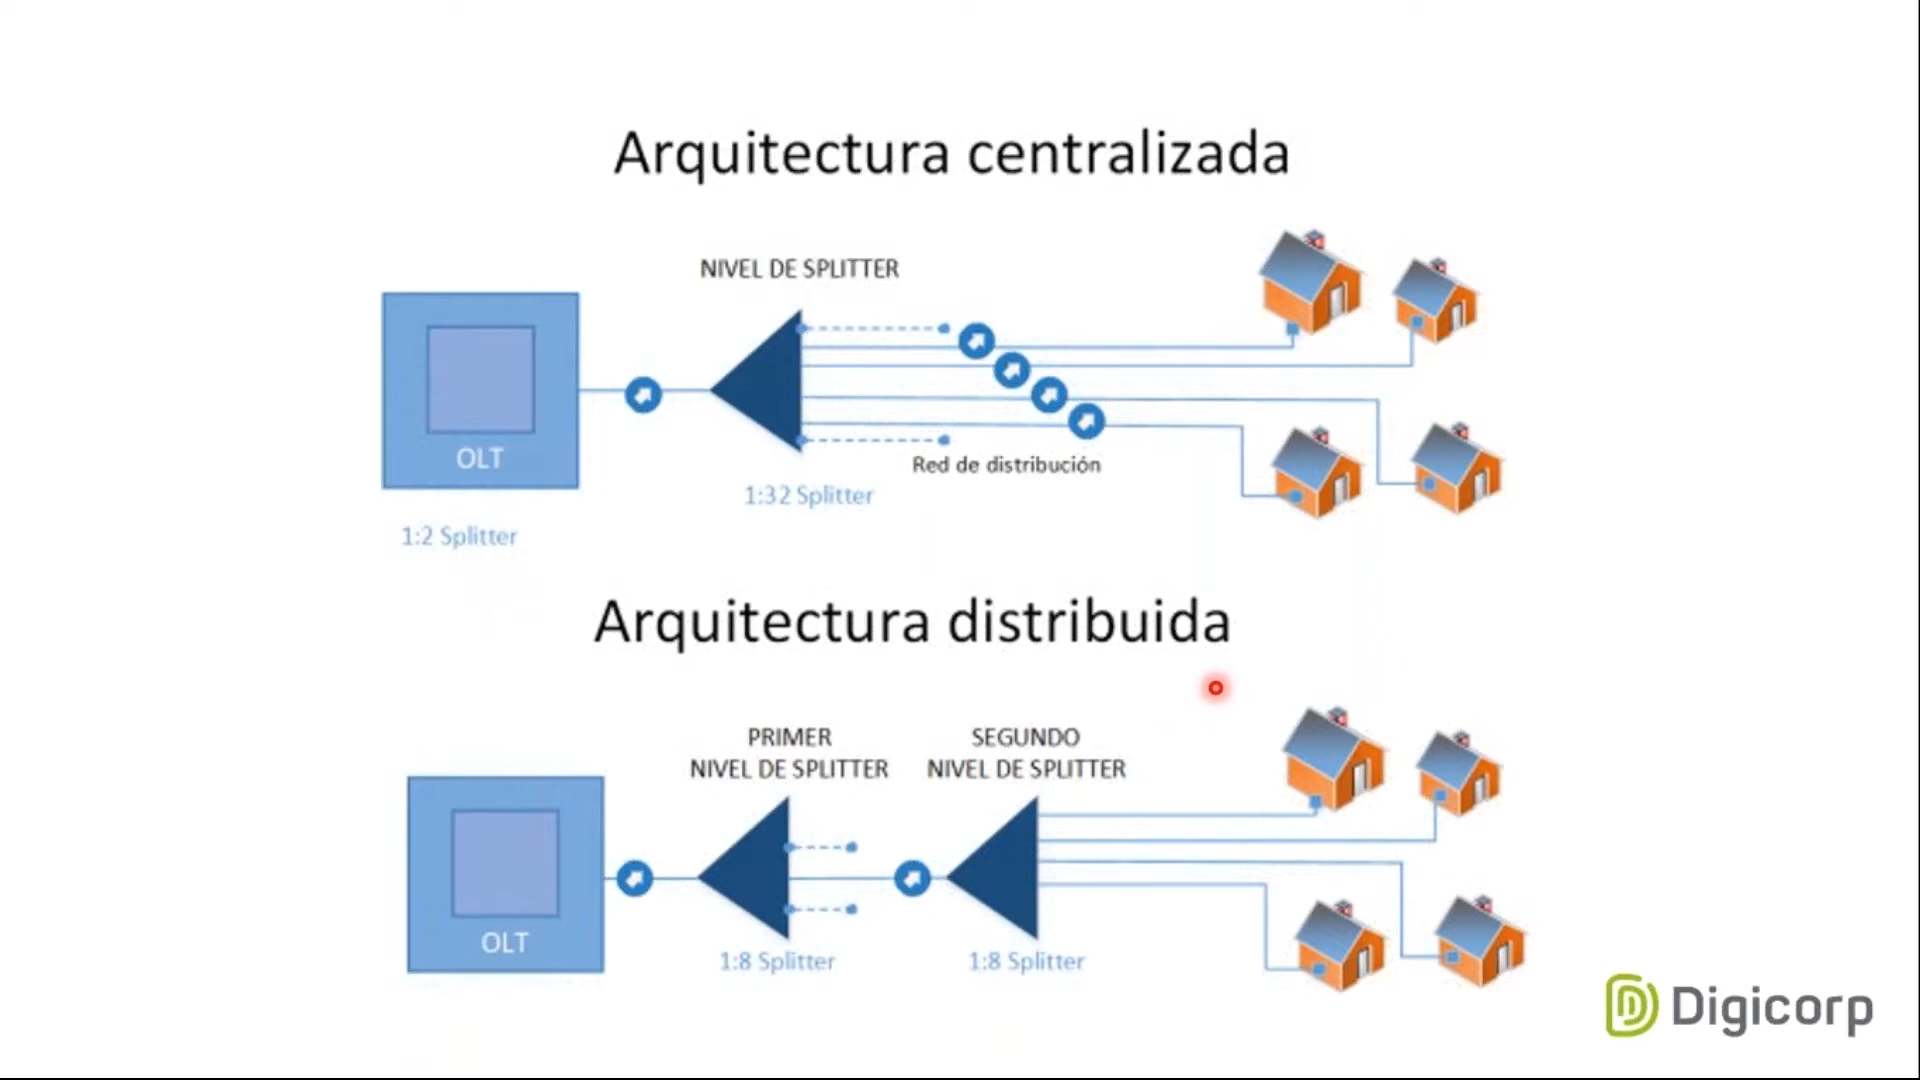 Arquitectura centralizada
NIVEL DE SPLITTER
OLT
Red de distribución
1:32 Splitter
1:2 Splitter
Arquitectura distribuida
PRIMER
NIVEL DE SPLITTER
SEGUNDO
NIVEL DE SPLITTER
OLT
1:8 Splitter
1:8 Splitter
Digicorp